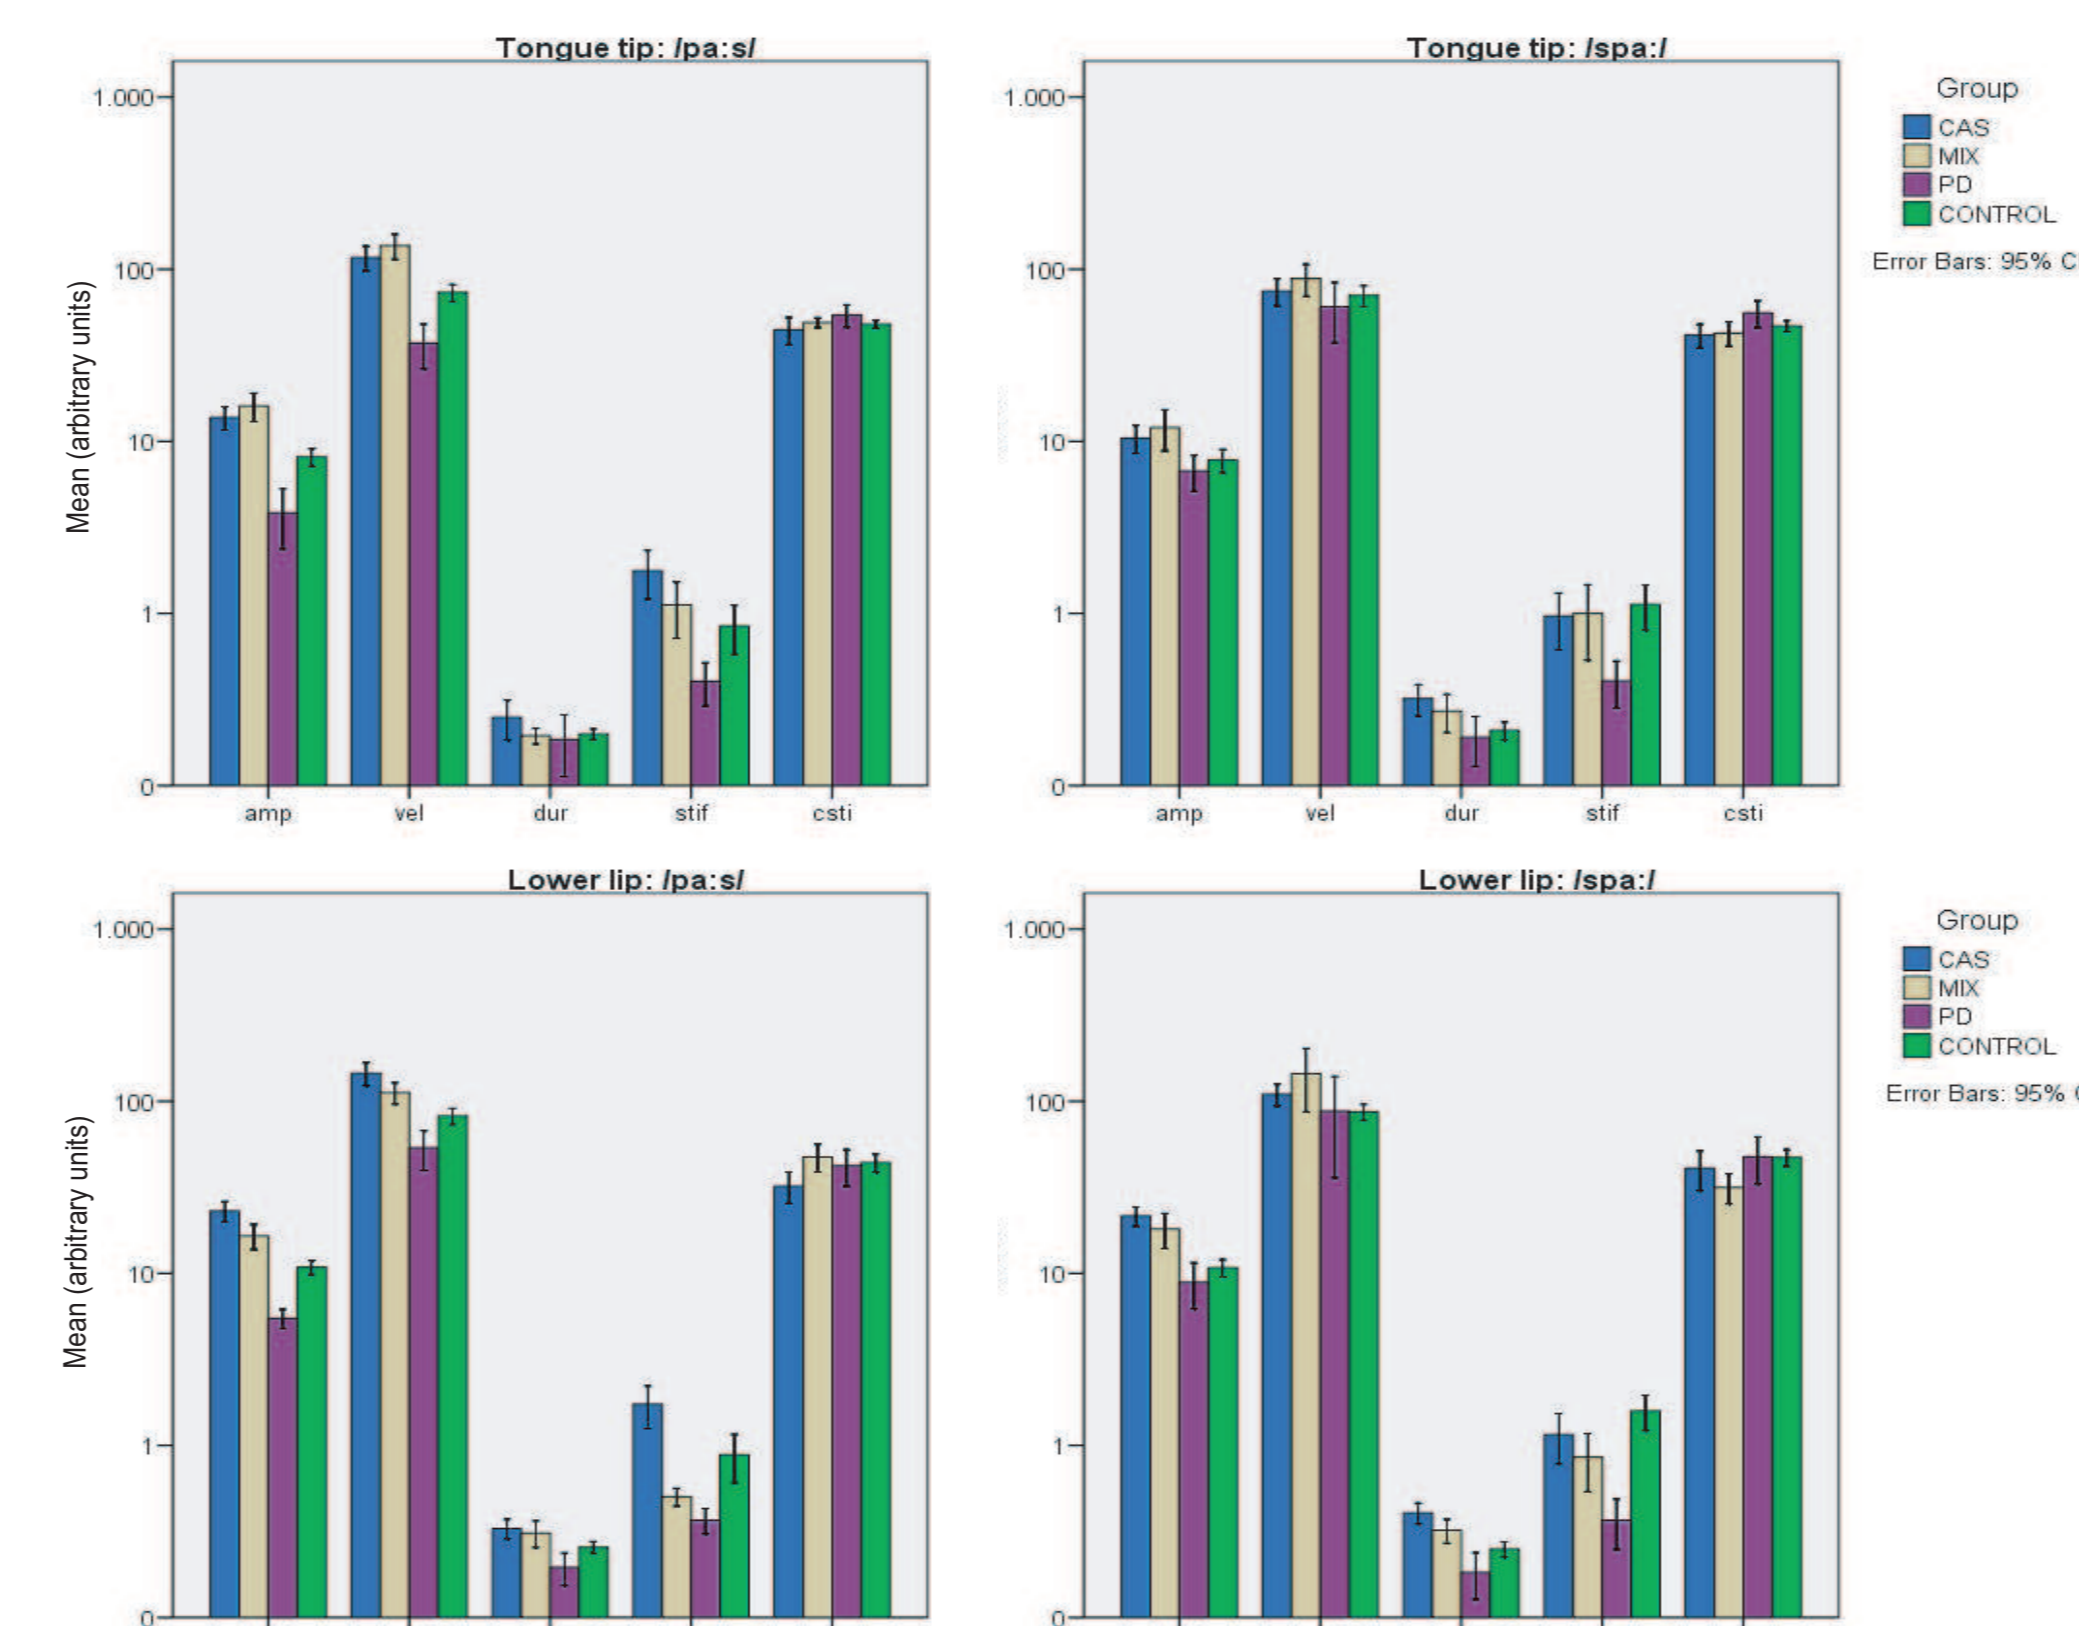 Tongue tip: /pa:s/
Mean (arbitrary units)
1.000
100
10
1
0
amp vel dur stif csti
Tongue tip: /spa:/
1.000
100
10
1
0
amp vel dur stif csti
Group
CAS
MIX
PD
CONTROL
Error Bars: 95% C
Lower lip: /pa:s/
Mean (arbitrary units)
1.000
100
10
1
0
Lower lip: /spa:/
1.000
100
10
1
0
Group
CAS
MIX
PD
CONTROL
Error Bars: 95%